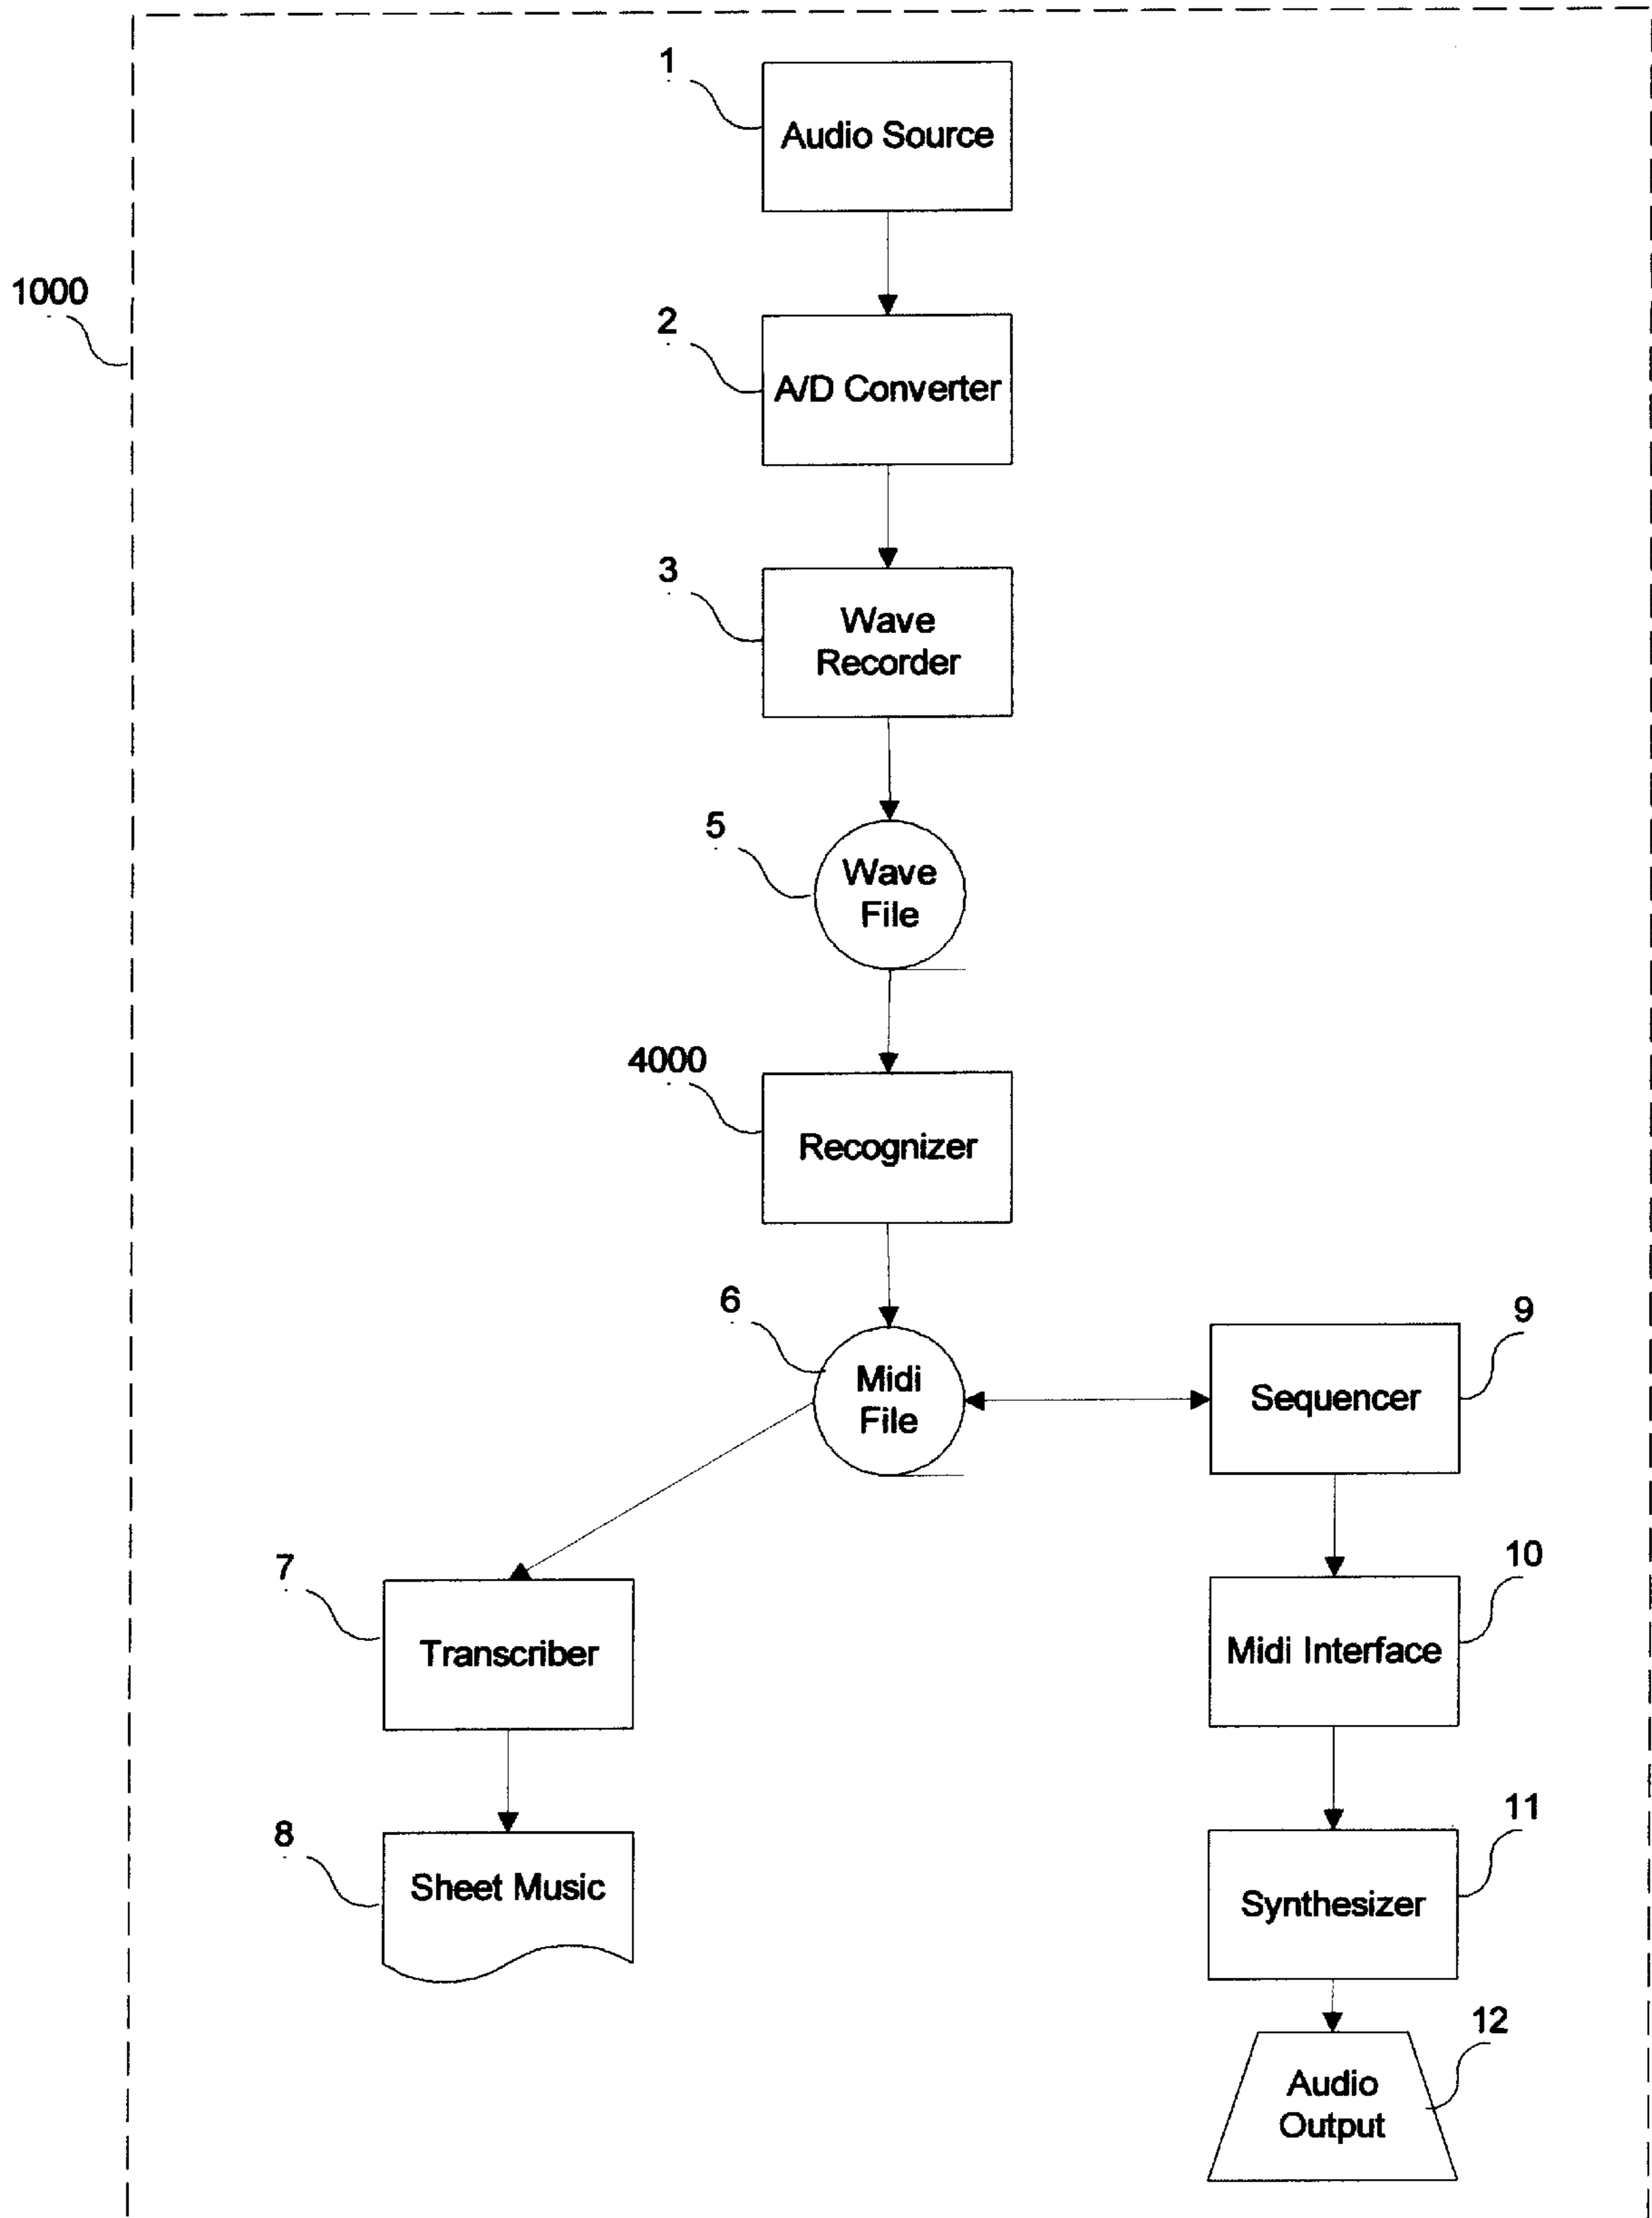 1
Audio Source
1000
2
A/D Converter
3
Wave
Recorder
5
Wave
File
4000
Recognizer
6
Midi
File
9
Sequencer
7
Transcriber
10
Midi Interface
8
Sheet Music
11
Synthesizer
12
Audio
Output